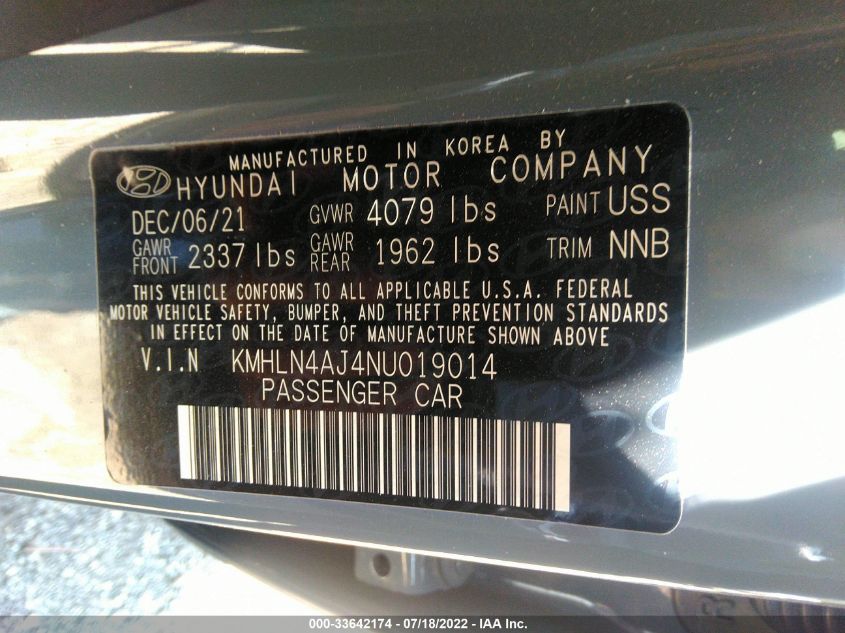 MANUFACTURED IN KOREA BY
HYUNDAI MOTOR COMPANY
DEC/06/21 GVWR 4079 lbs PAINT USS
GAWR FRONT 2337 lbs GAWR REAR 1962 lbs TRIM NNB
THIS VEHICLE CONFORMS TO ALL APPLICABLE U.S.A. FEDERAL
MOTOR VEHICLE SAFETY, BUMPER, AND THEFT PREVENTION STANDARDS
IN EFFECT ON THE DATE OF MANUFACTURE SHOWN ABOVE
V.I.N KMHLN4AJ4NU019014
PASSENGER CAR
000-33642174 - 07/18/2022 - IAA Inc.